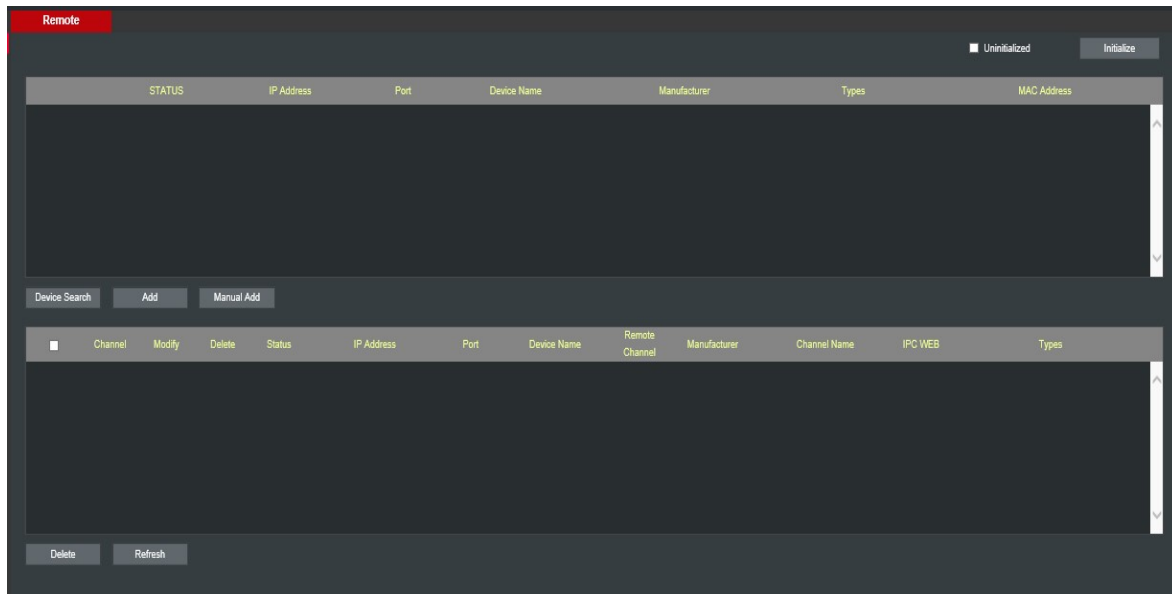 Remote
Uninitialized Initialize
STATUS IP Address Port Device Name Manufacturer Types MAC Address
Device Search Add Manual Add
Channel Modify Delete Status IP Address Port Device Name Remote Channel Manufacturer Channel Name IPC WEB Types
Delete Refresh